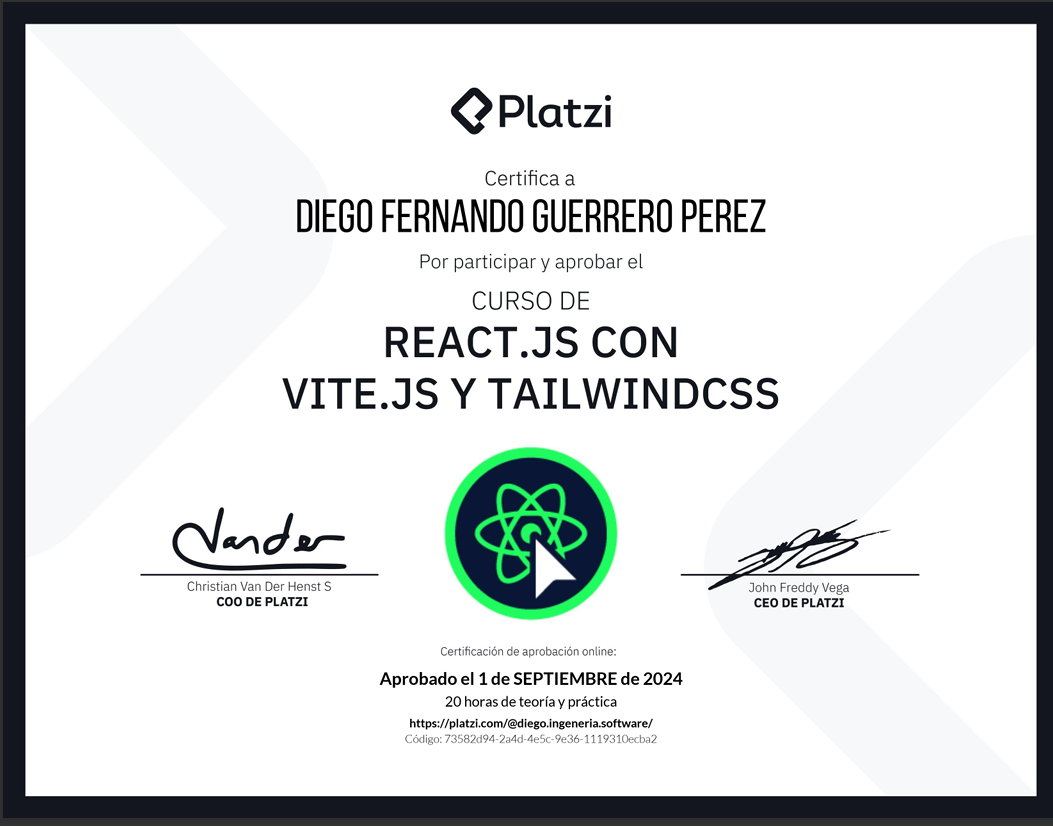 Platzi
Certifica a
DIEGO FERNANDO GUERRERO PEREZ
Por participar y aprobar el
CURSO DE
REACT.JS CON
VITE.JS Y TAILWINDCSS
Vander
Christian Van Der Henst S
COO DE PLATZI
John Freddy Vega
CEO DE PLATZI
Certificación de aprobación online:
Aprobado el 1 de SEPTIEMBRE de 2024
20 horas de teoría y práctica
https://platzi.com/@diego.ingeneria.software/
Código: 73582d94-2a4d-4e5c-9e36-1119310ecba2